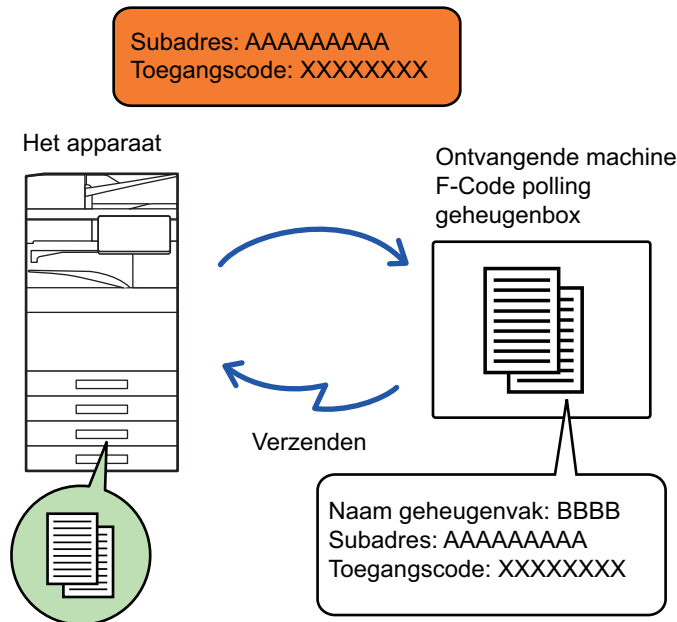 Subadres: AAAAAAAAA
Toegangscode: XXXXXXXX
Het apparaat
Ontvangende machine
F-Code polling
geheugenbox
Verzenden
Naam geheugenvak: BBBB
Subadres: AAAAAAAAA
Toegangscode: XXXXXXXX